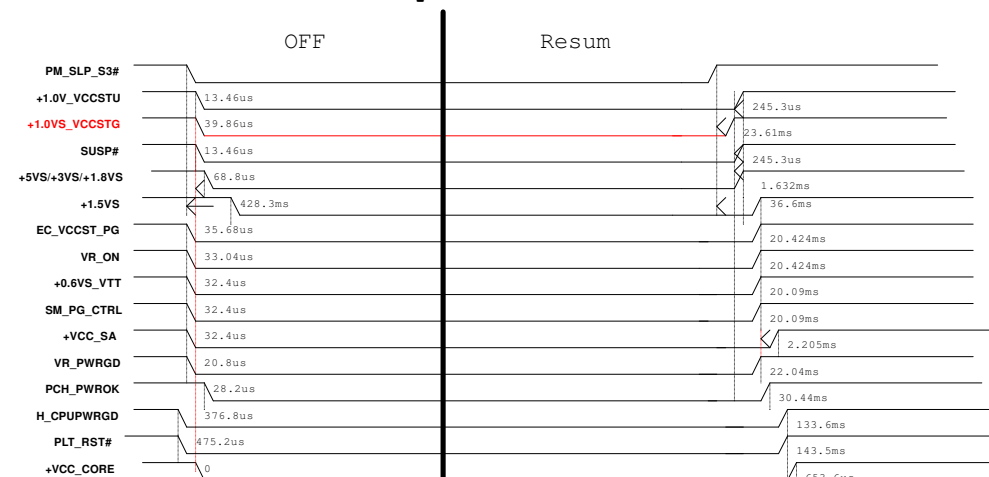 OFF Resum
PM_SLP_S3#
+1.0V_VCCSTU 13.46us 245.3us
+1.0VS_VCCSTG 39.86us 23.61ms
SUSP# 13.46us 245.3us
+5VS/+3VS/+1.8VS 68.8us 1.632ms
+1.5VS 428.3ms 36.6ms
EC_VCCST_PG 35.68us 20.424ms
VR_ON 33.04us 20.424ms
+0.6VS_VTT 32.4us 20.09ms
SM_PG_CTRL 32.4us 20.09ms
+VCC_SA 32.4us 2.205ms
VR_PWRGD 20.8us 22.04ms
PCH_PWROK 28.2us 30.44ms
H_CPUPWRGD 376.8us 133.6ms
PLT_RST# 475.2us 143.5ms
+VCC_CORE 0